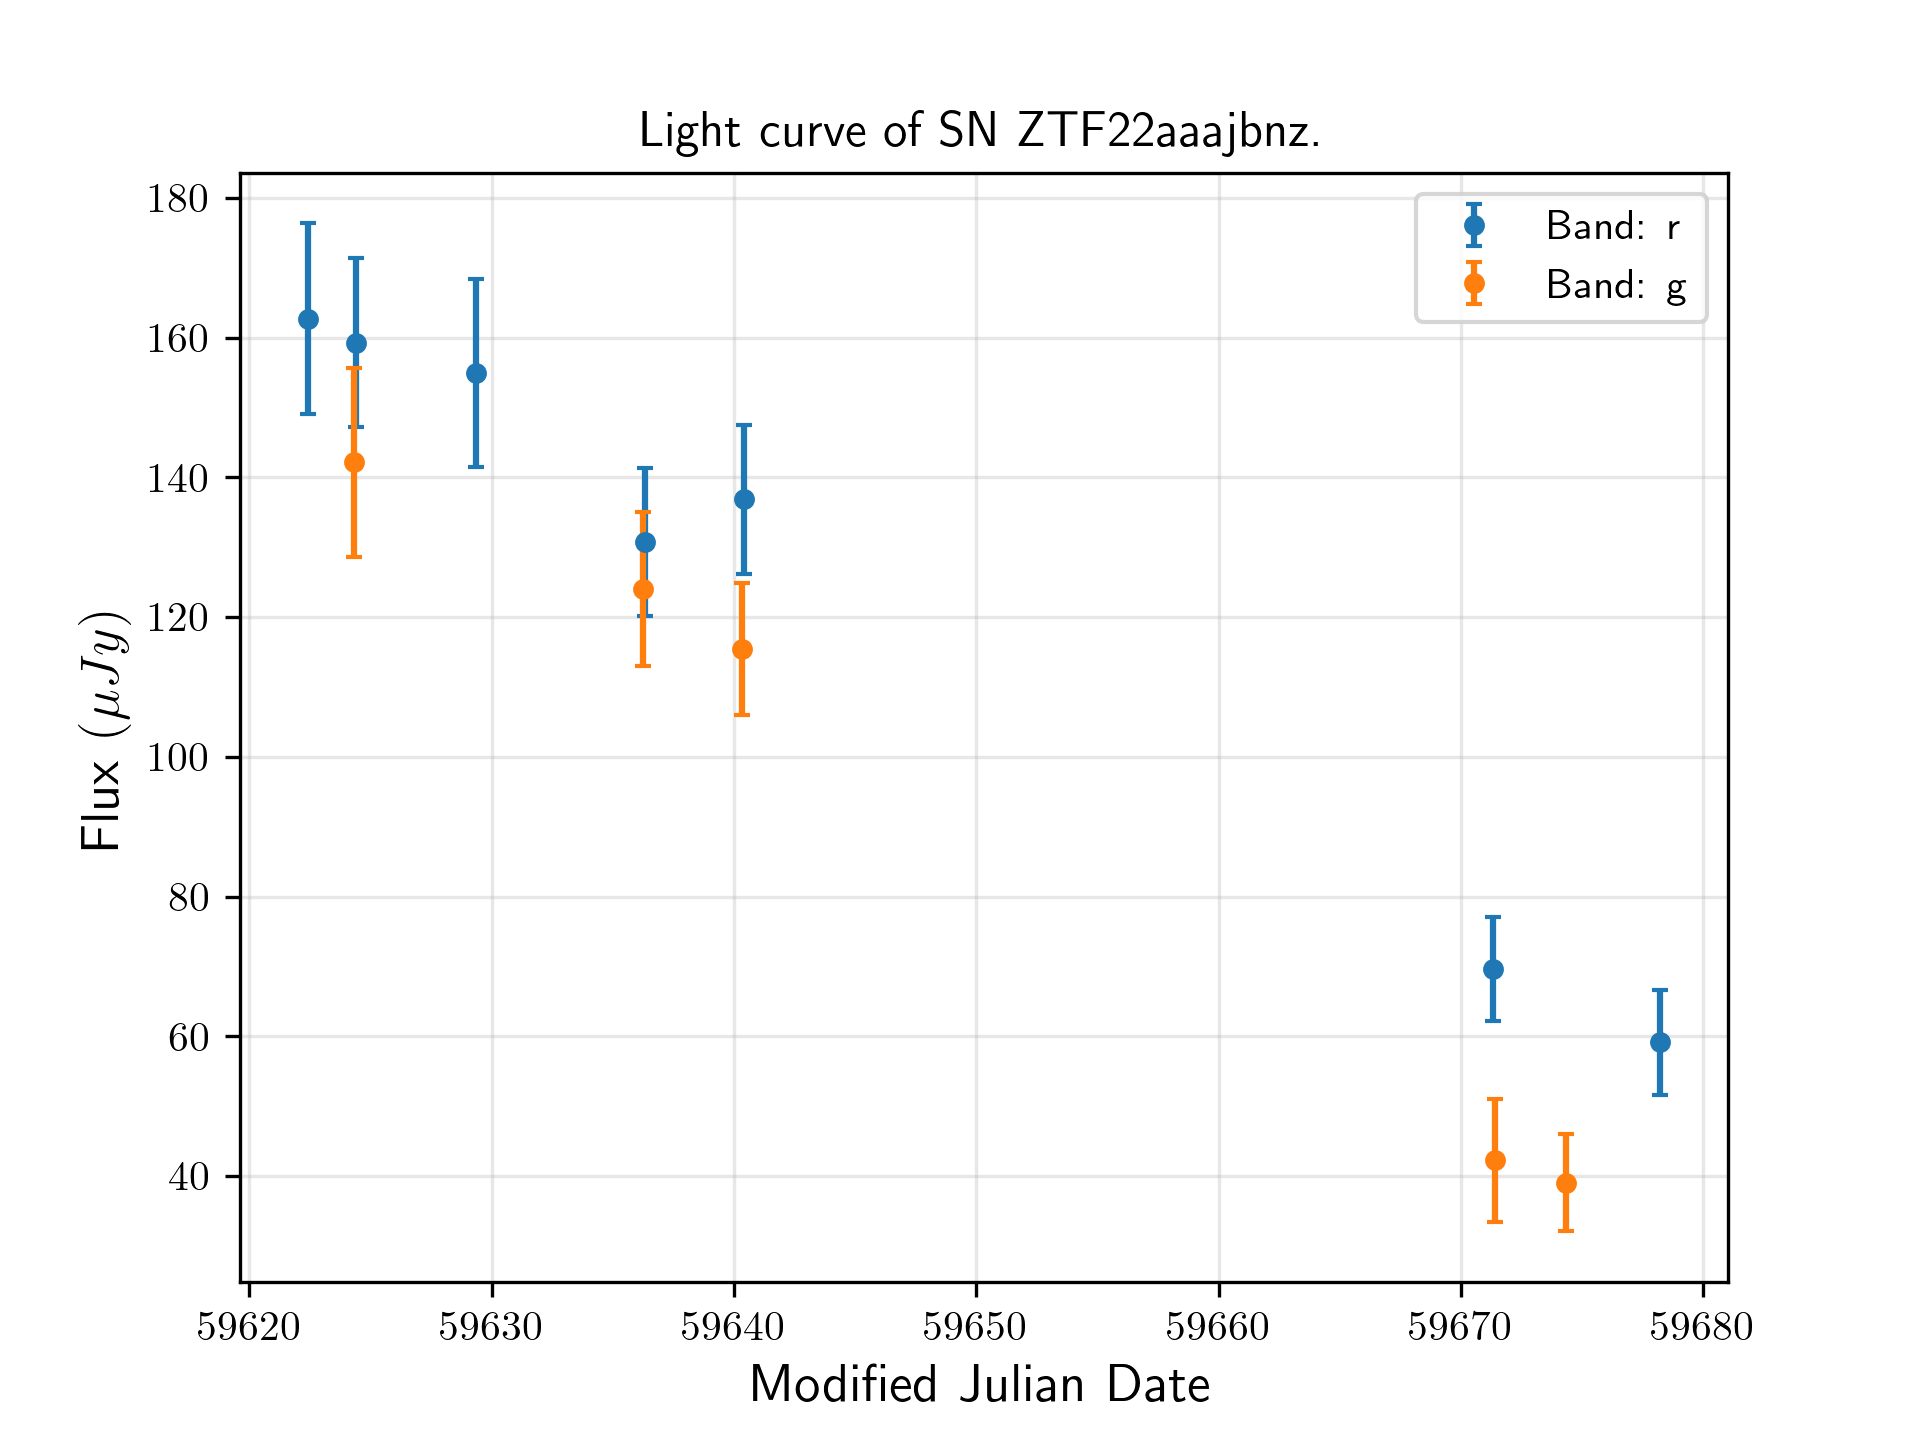 Light curve of SN ZTF22aaajbnz.
180
160
140
120
100
80
60
40
Flux (μJy)
Band: r
Band: g
59620 59630 59640 59650 59660 59670 59680
Modified Julian Date